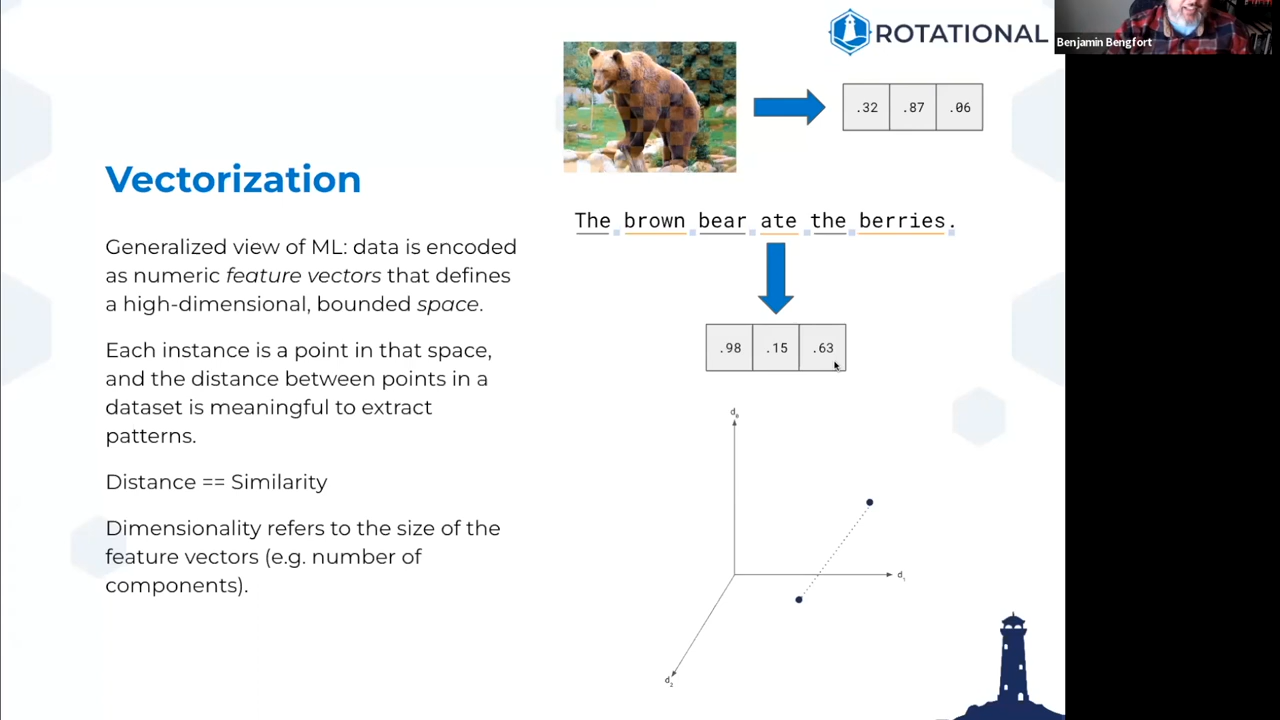 ROTATIONAL
Benjamin Bengfort
.32 .87 .06
Vectorization
The brown bear ate the berries.
Generalized view of ML: data is encoded
as numeric feature vectors that defines
a high-dimensional, bounded space.
.98 .15 .63
Each instance is a point in that space,
and the distance between points in a
dataset is meaningful to extract
patterns.
Distance == Similarity
Dimensionality refers to the size of the
feature vectors (e.g. number of
components).
d₀
d₁
d₂